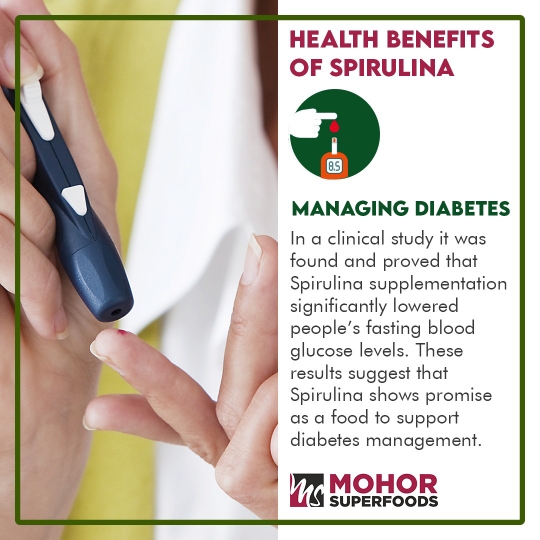 HEALTH BENEFITS
OF SPIRULINA
8.5
MANAGING DIABETES
In a clinical study it was
found and proved that
Spirulina supplementation
significantly lowered
people's fasting blood
glucose levels. These
results suggest that
Spirulina shows promise
as a food to support
diabetes management.
ms MOHOR
SUPERFOODS